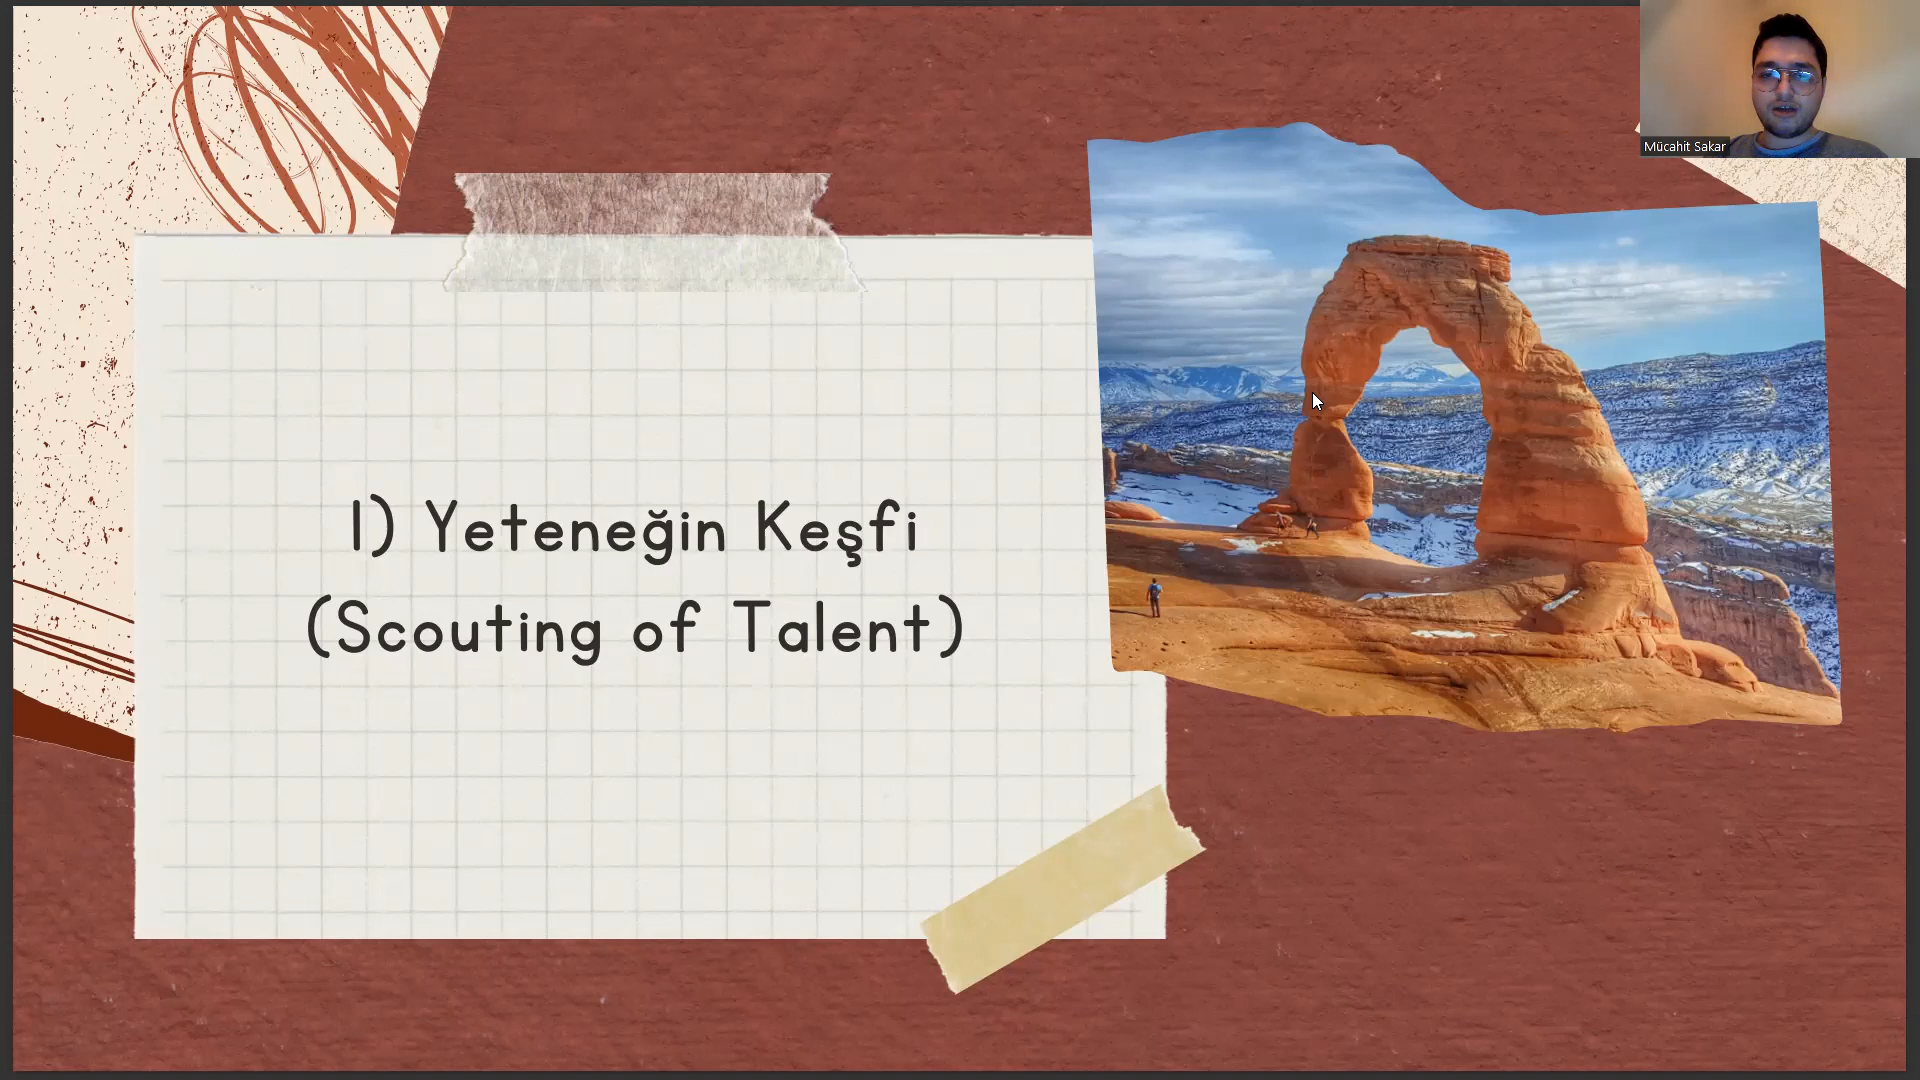 1) Yeteneğin Keşfi
(Scouting of Talent)
Mücahit Sakar